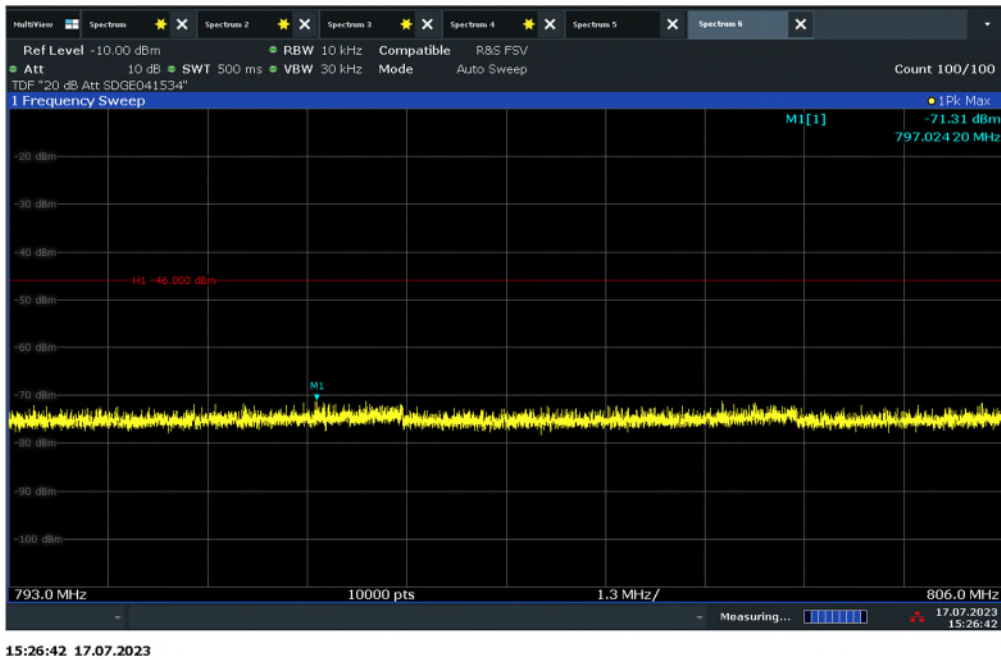 MultiView Spectrum Spectrum 2 Spectrum 3 Spectrum 4 Spectrum 5 Spectrum 6
Ref Level -10.00 dBm RBW 10 kHz Compatible R&S FSV
Att 10 dB SWT 500 ms VBW 30 kHz Mode Auto Sweep Count 100/100
TDF "20 dB Att SDGE041534"
1 Frequency Sweep 1Pk Max
M1[1] -71.31 dBm
797.02420 MHz
-20 dBm
-30 dBm
-40 dBm
H1 -46.000 dBm
-50 dBm
-60 dBm
M1
-70 dBm
-80 dBm
-90 dBm
-100 dBm
793.0 MHz 10000 pts 1.3 MHz/ 806.0 MHz
Measuring... 17.07.2023
15:26:42
15:26:42 17.07.2023